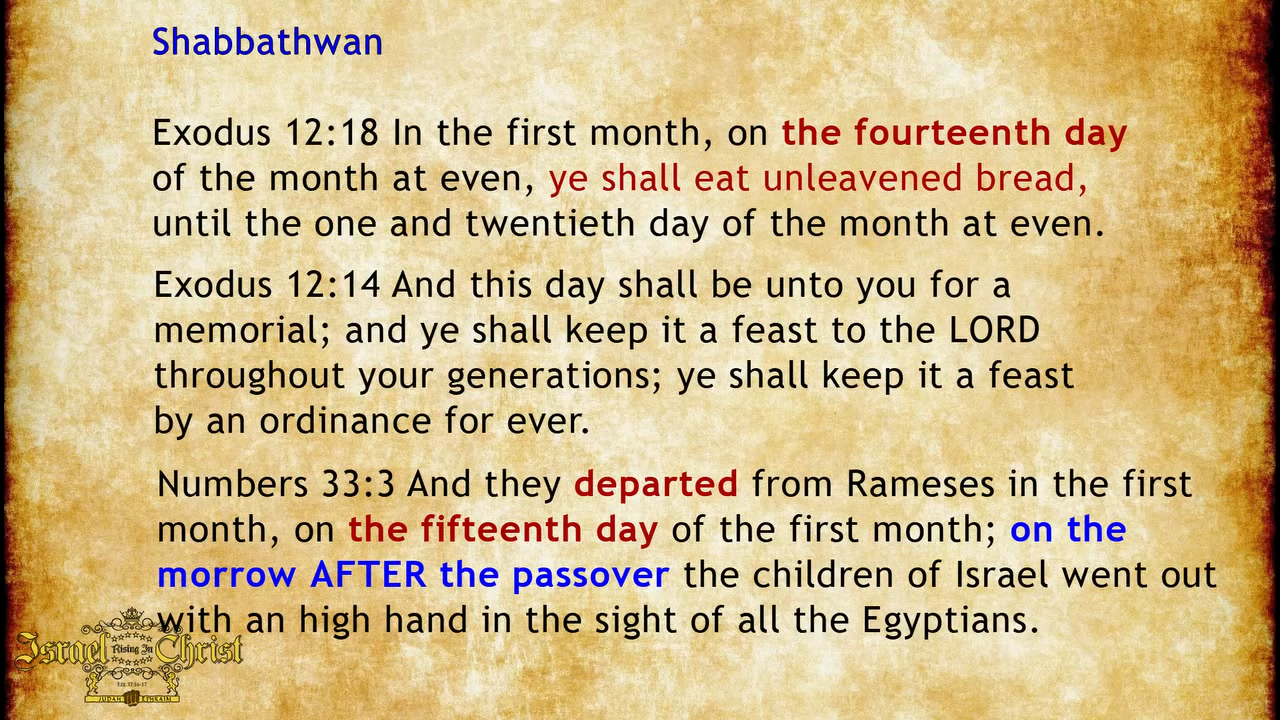 Shabbathwan
Exodus 12:18 In the first month, on the fourteenth day
of the month at even, ye shall eat unleavened bread,
until the one and twentieth day of the month at even.
Exodus 12:14 And this day shall be unto you for a
memorial; and ye shall keep it a feast to the LORD
throughout your generations; ye shall keep it a feast
by an ordinance for ever.
Numbers 33:3 And they departed from Rameses in the first
month, on the fifteenth day of the first month; on the
morrow AFTER the passover the children of Israel went out
with an high hand in the sight of all the Egyptians.
Israel Rising In Christ
JUDAH EPHRAIM